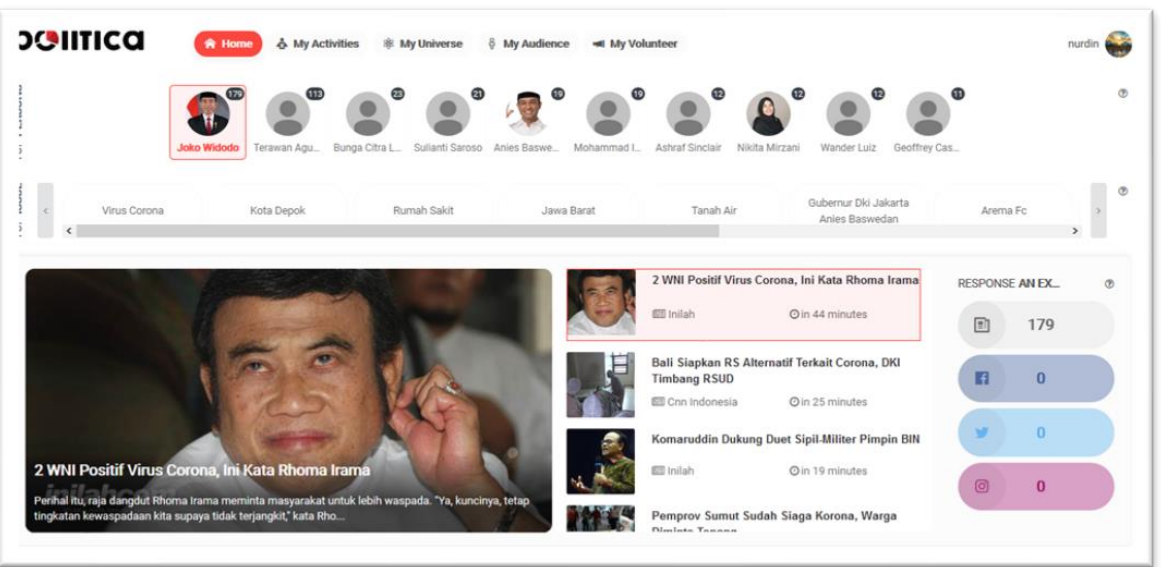 politica
Home My Activities My Universe My Audience My Volunteer nurdin
179 113 23 21 19 19 12 12 12 11
Joko Widodo Terawan Agu... Bunga Citra L... Sulianti Saroso Anies Baswe... Mohammad I... Ashraf Sinclair Nikita Mirzani Wander Luiz Geoffrey Cas...
Virus Corona Kota Depok Rumah Sakit Jawa Barat Tanah Air Gubernur Dki Jakarta Arema Fc
Anies Baswedan
2 WNI Positif Virus Corona, Ini Kata Rhoma Irama
Perihal itu, raja dangdut Rhoma Irama meminta masyarakat untuk lebih waspada. "Ya, kuncinya, tetap
tingkatan kewaspadaan kita supaya tidak terjangkit," kata Rho...
2 WNI Positif Virus Corona, Ini Kata Rhoma Irama
Inilah in 44 minutes
Bali Siapkan RS Alternatif Terkait Corona, DKI
Timbang RSUD
Cnn Indonesia in 25 minutes
Komaruddin Dukung Duet Sipil-Militer Pimpin BIN
Inilah in 19 minutes
Pemprov Sumut Sudah Siaga Korona, Warga
RESPONSE AN EX...
179
0
0
0